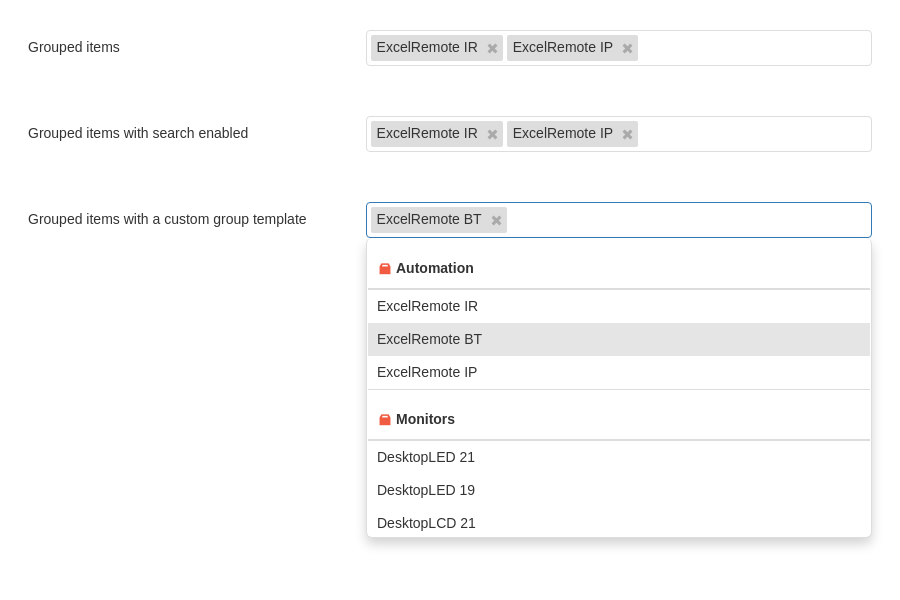 Grouped items
ExcelRemote IR ExcelRemote IP
Grouped items with search enabled
ExcelRemote IR ExcelRemote IP
Grouped items with a custom group template
ExcelRemote BT
Automation
ExcelRemote IR
ExcelRemote BT
ExcelRemote IP
Monitors
DesktopLED 21
DesktopLED 19
DesktopLCD 21